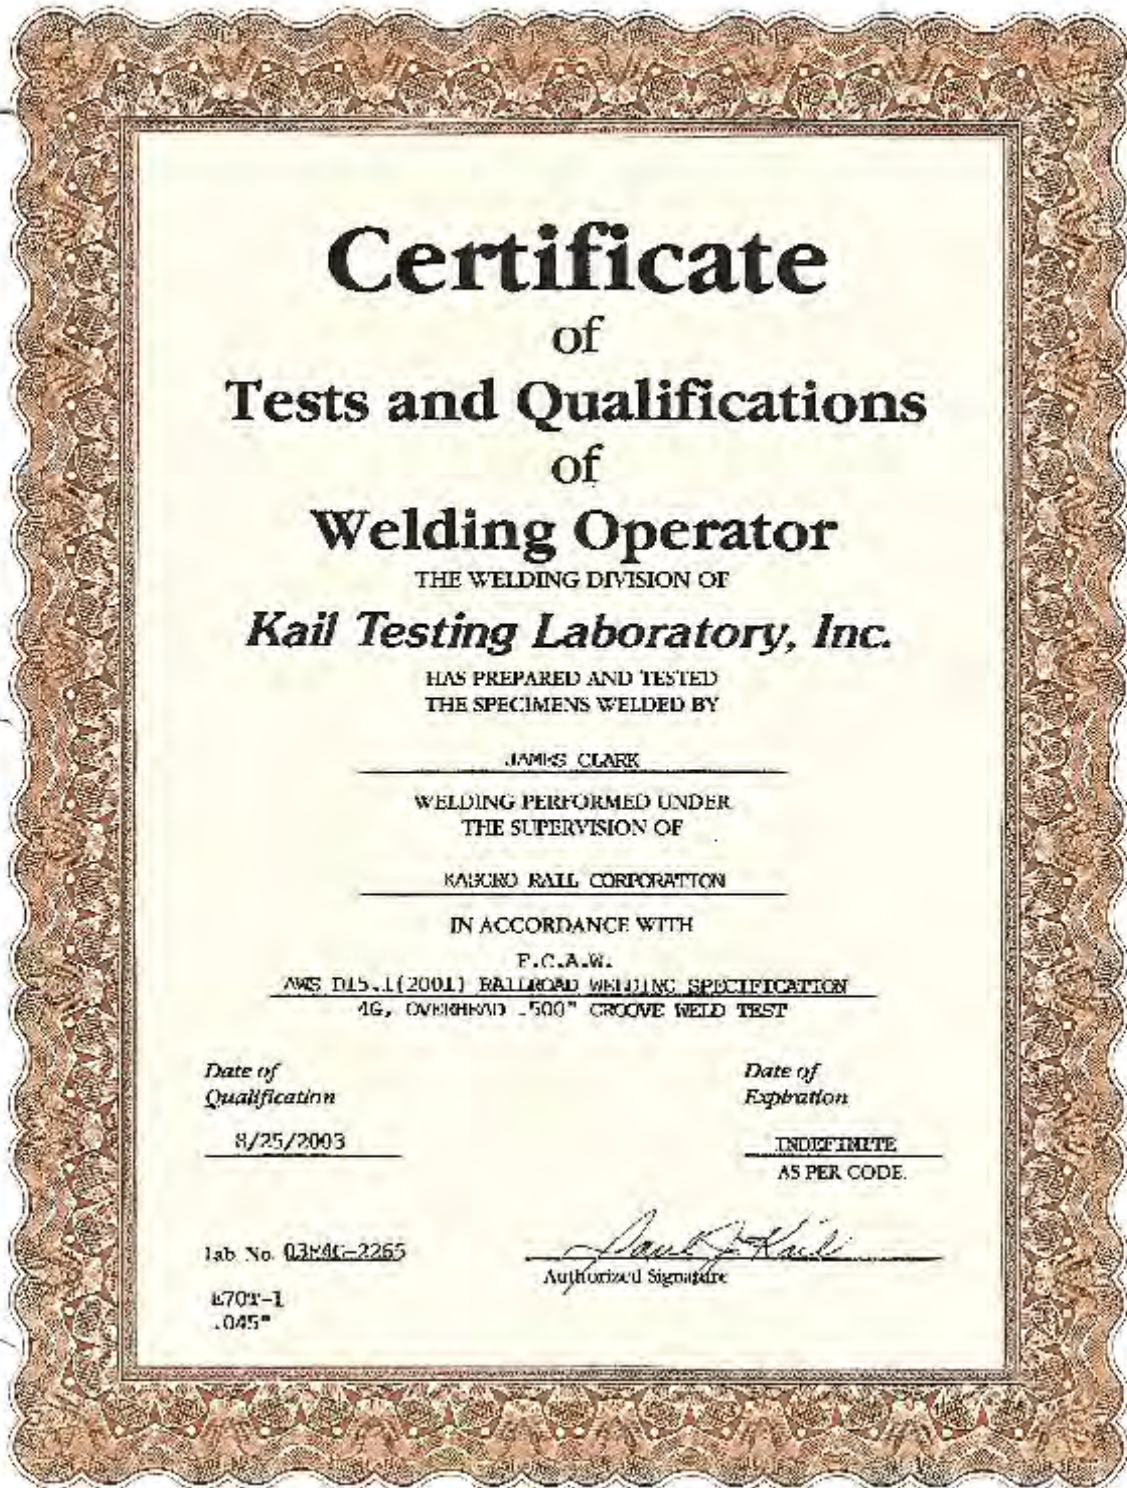 Certificate
of
Tests and Qualifications
of
Welding Operator
THE WELDING DIVISION OF
Kail Testing Laboratory, Inc.
HAS PREPARED AND TESTED
THE SPECIMENS WELDED BY
JAMES CLARK
WELDING PERFORMED UNDER
THE SUPERVISION OF
RAIL CORPORATION
IN ACCORDANCE WITH
F.C.A.W.
AWS D15.1(2001) RAILROAD WELDING SPECIFICATION
4G, OVERHEAD .500" GROOVE WELD TEST
Date of Date of
Qualification Expiration
8/25/2003 INDEFINITE
AS PER CODE.
Lab No.
Authorized Signature
E70T-1
.045"